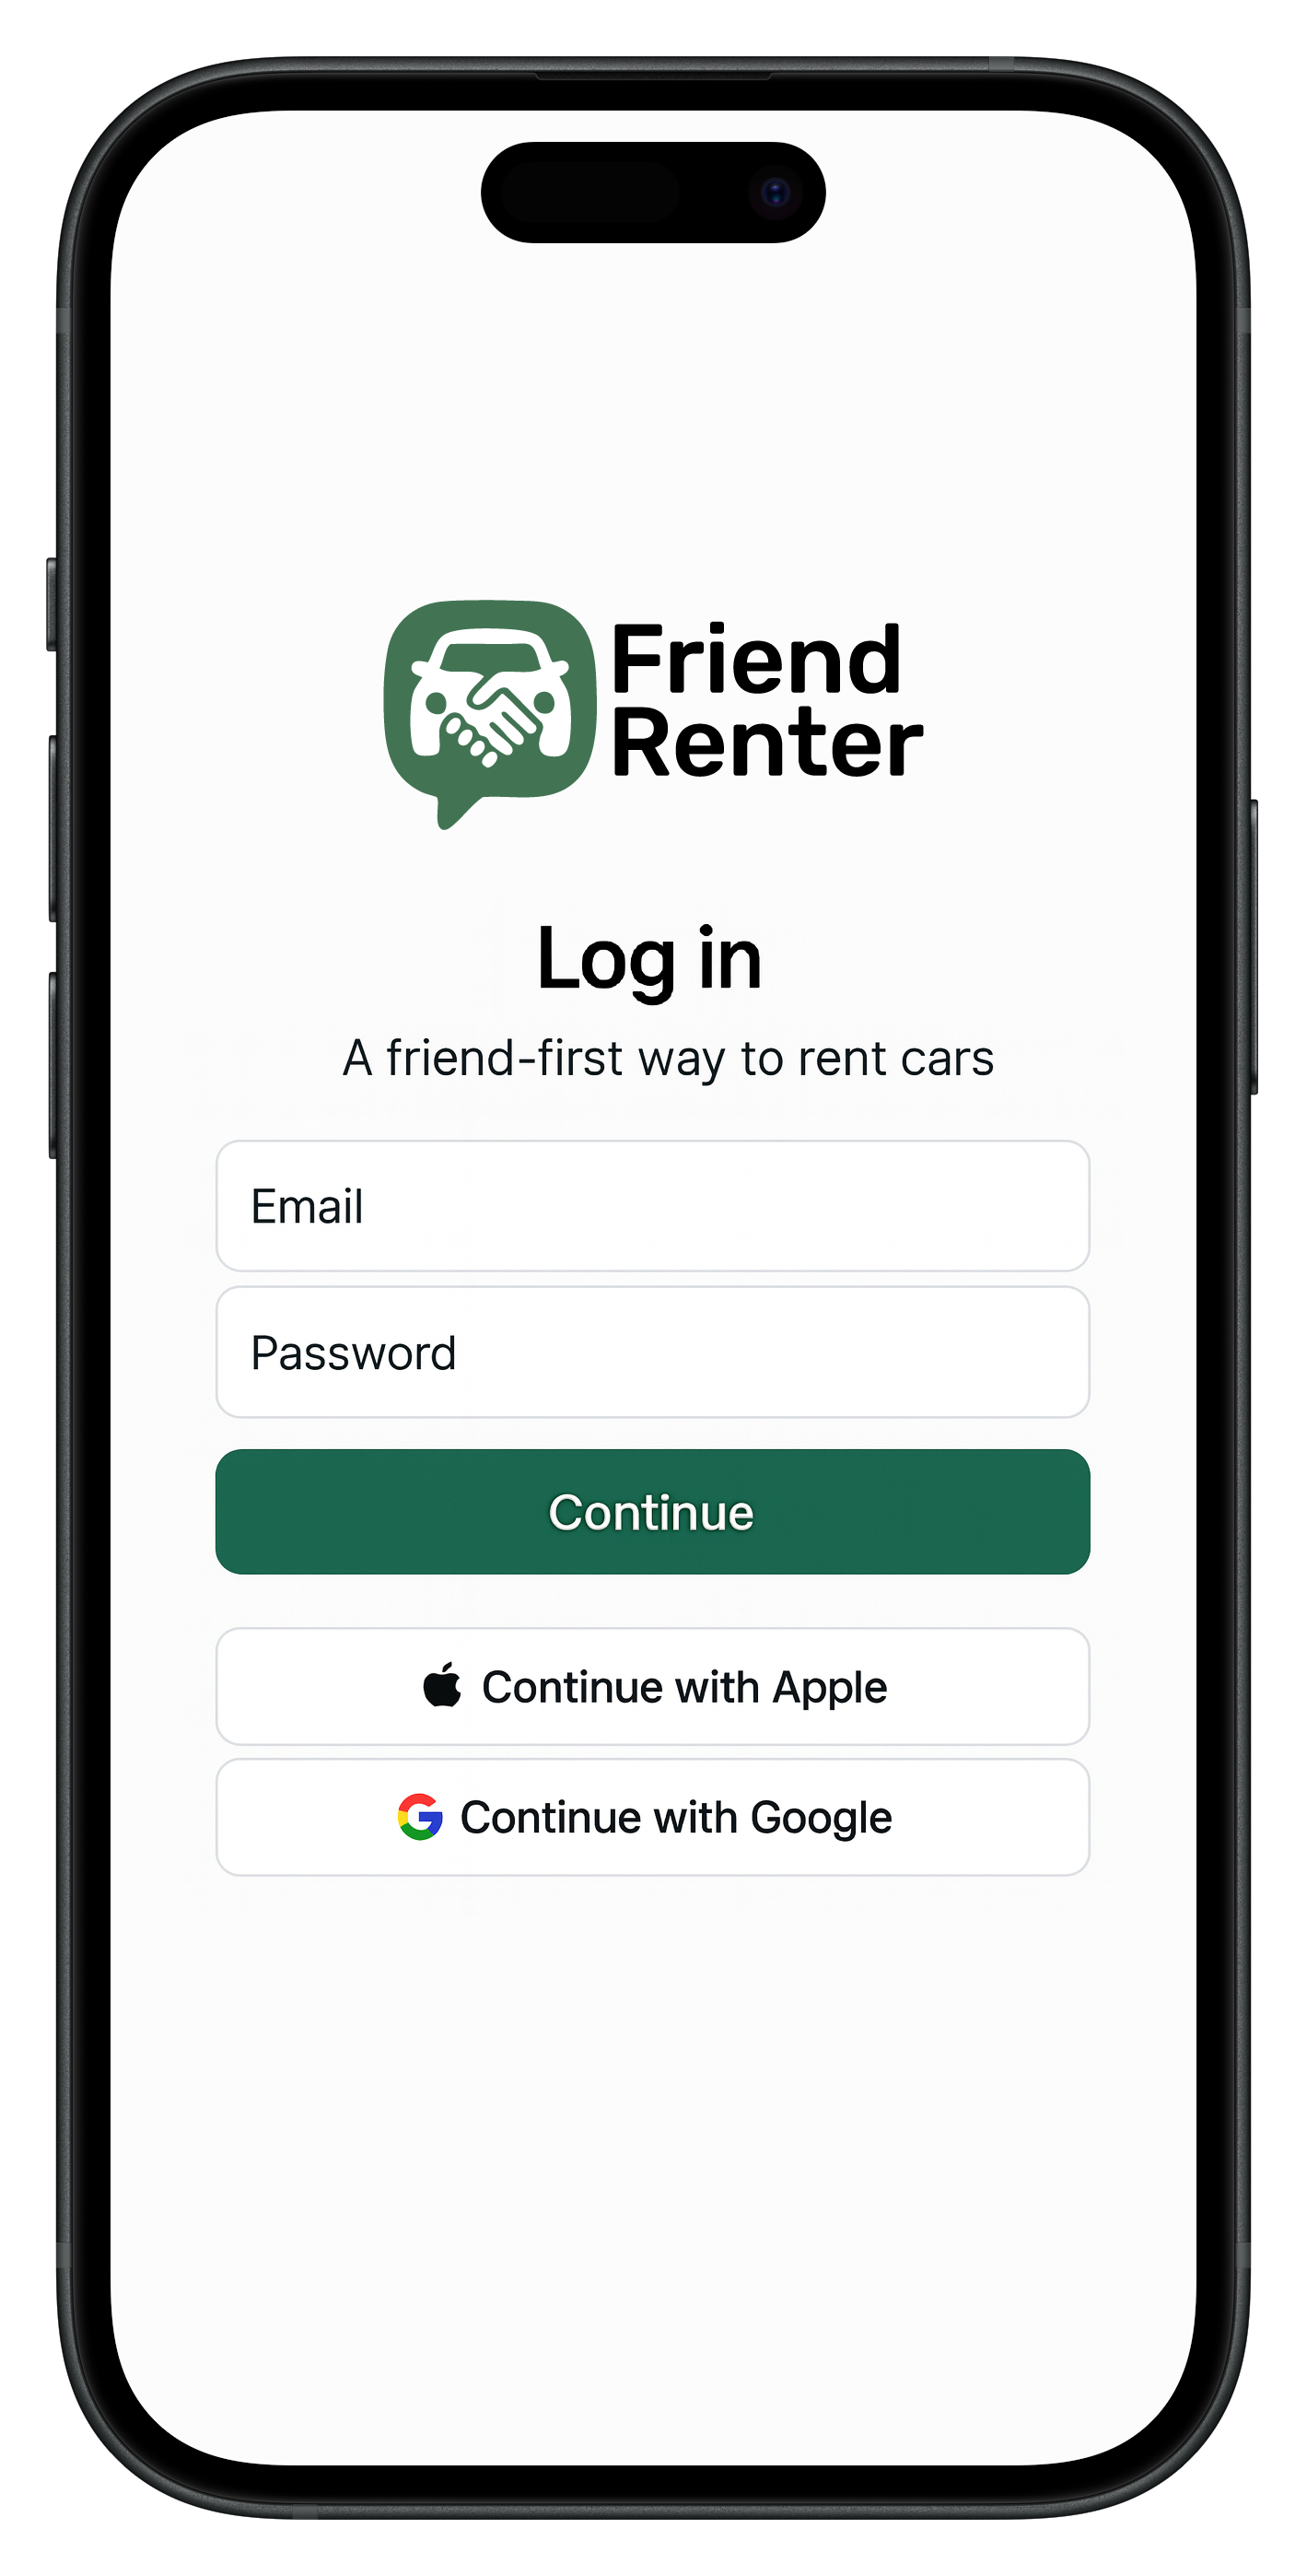 Friend
Renter
Log in
A friend-first way to rent cars
Email
Password
Continue
Continue with Apple
Continue with Google